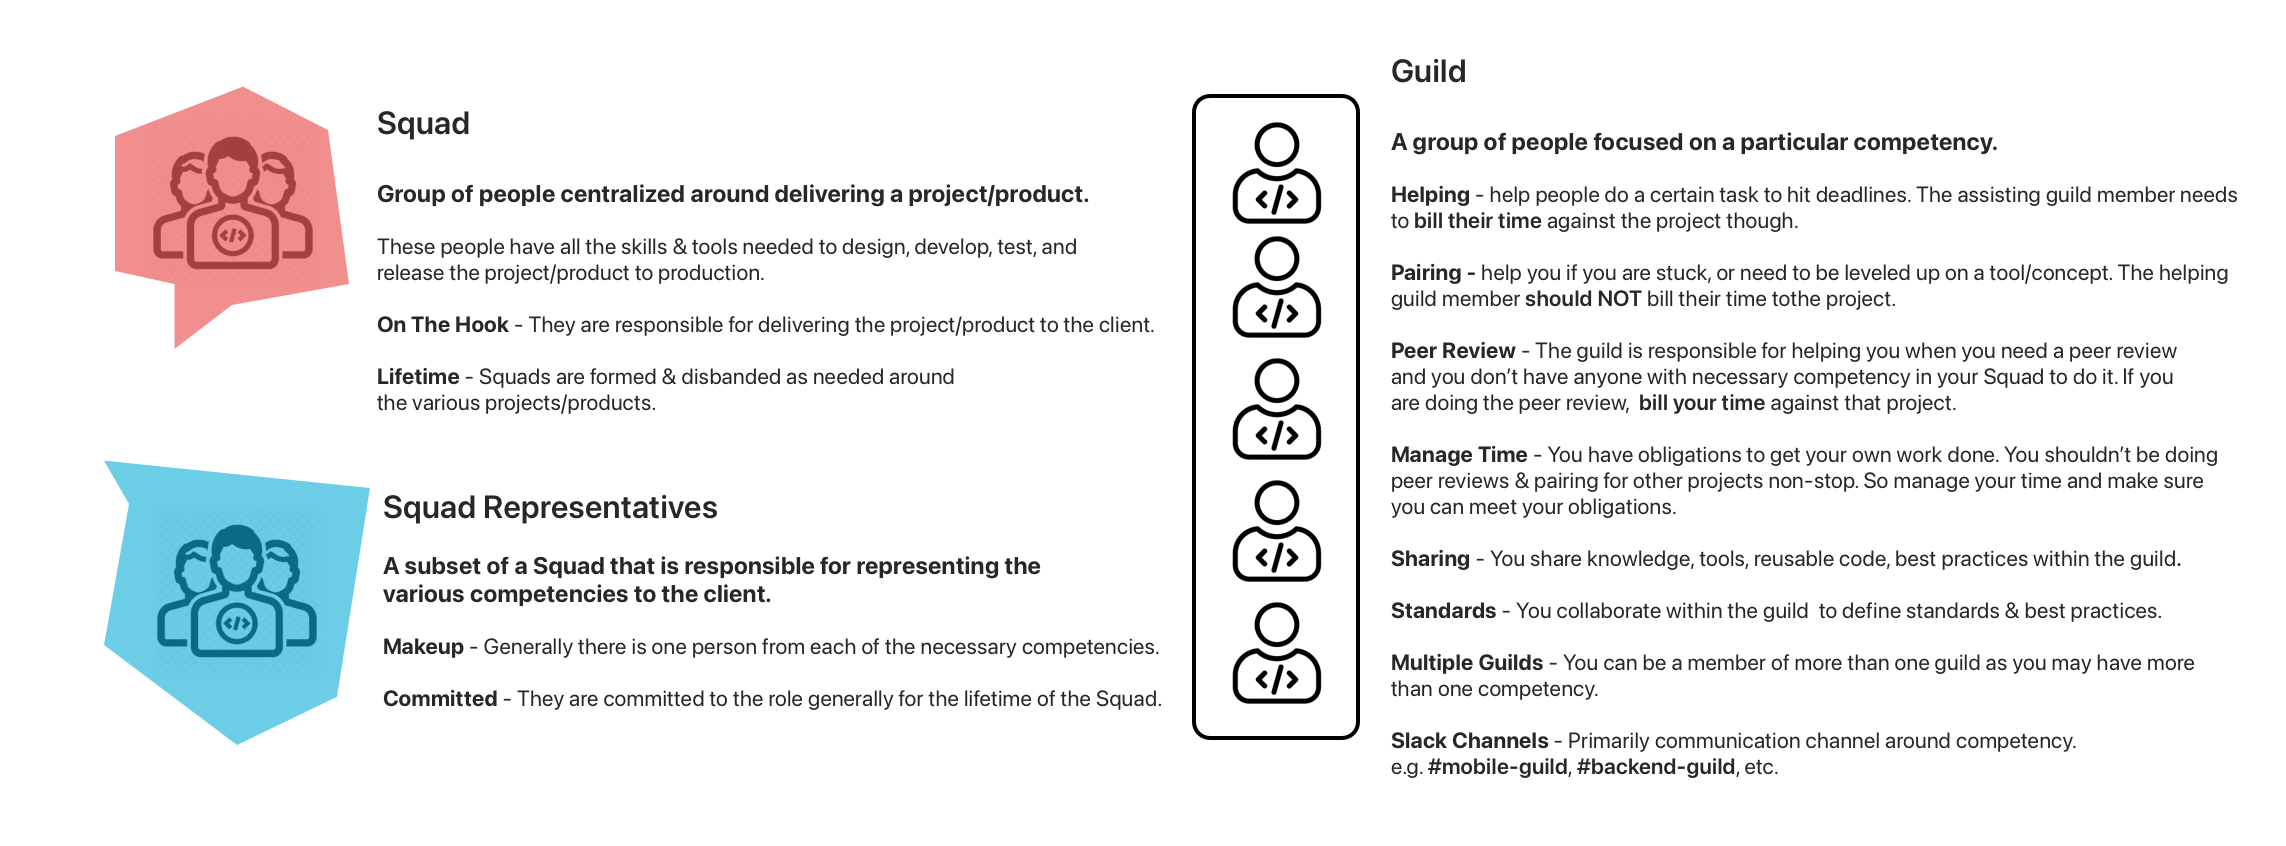 Squad
Group of people centralized around delivering a project/product.
These people have all the skills & tools needed to design, develop, test, and
release the project/product to production.
On The Hook - They are responsible for delivering the project/product to the client.
Lifetime - Squads are formed & disbanded as needed around
the various projects/products.
Squad Representatives
A subset of a Squad that is responsible for representing the
various competencies to the client.
Makeup - Generally there is one person from each of the necessary competencies.
Committed - They are committed to the role generally for the lifetime of the Squad.
Guild
A group of people focused on a particular competency.
Helping - help people do a certain task to hit deadlines. The assisting guild member needs
to bill their time against the project though.
Pairing - help you if you are stuck, or need to be leveled up on a tool/concept. The helping
guild member should NOT bill their time tothe project.
Peer Review - The guild is responsible for helping you when you need a peer review
and you don't have anyone with necessary competency in your Squad to do it. If you
are doing the peer review,  bill your time against that project.
Manage Time - You have obligations to get your own work done. You shouldn't be doing
peer reviews & pairing for other projects non-stop. So manage your time and make sure
you can meet your obligations.
Sharing - You share knowledge, tools, reusable code, best practices within the guild.
Standards - You collaborate within the guild  to define standards & best practices.
Multiple Guilds - You can be a member of more than one guild as you may have more
than one competency.
Slack Channels - Primarily communication channel around competency.
e.g. #mobile-guild, #backend-guild, etc.